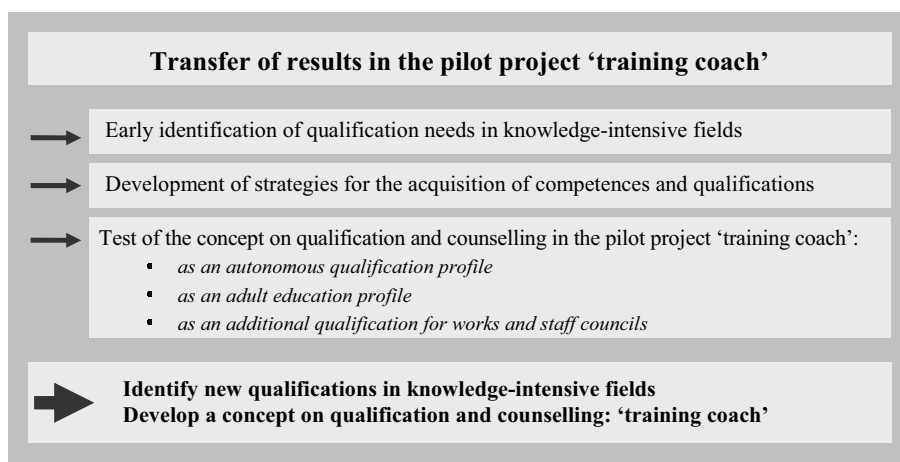 Transfer of results in the pilot project ‘training coach’
Early identification of qualification needs in knowledge-intensive fields
Development of strategies for the acquisition of competences and qualifications
Test of the concept on qualification and counselling in the pilot project ‘training coach’:
▪ as an autonomous qualification profile
▪ as an adult education profile
▪ as an additional qualification for works and staff councils
Identify new qualifications in knowledge-intensive fields
Develop a concept on qualification and counselling: ‘training coach’